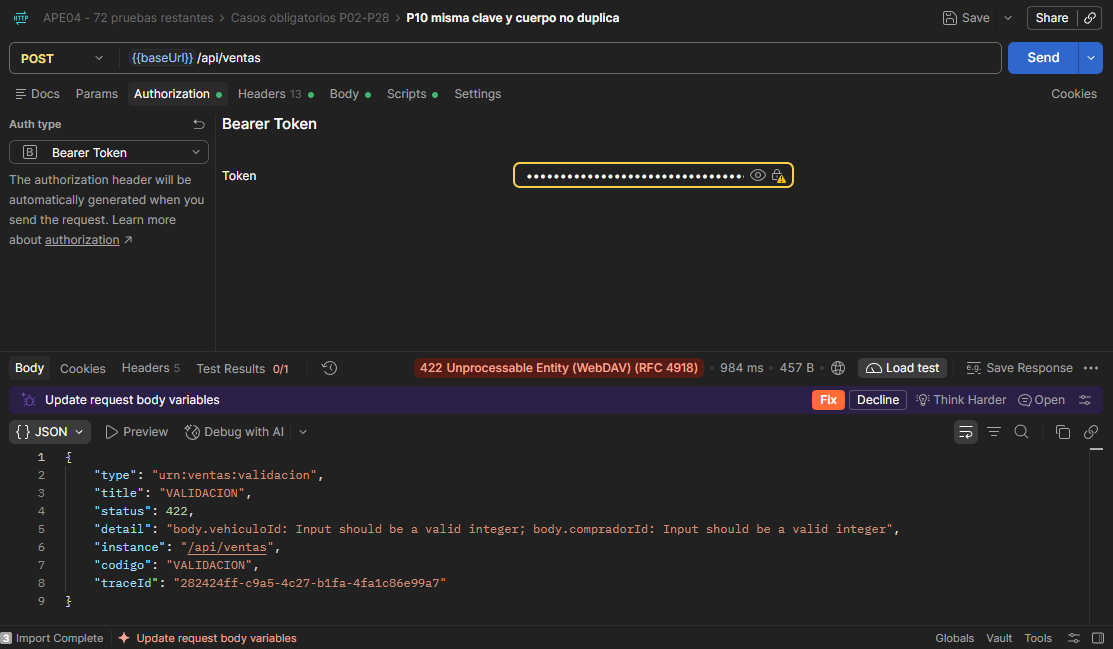 HTTP APE04 - 72 pruebas restantes > Casos obligatorios P02-P28 > P10 misma clave y cuerpo no duplica Save Share
POST {{baseUrl}} /api/ventas Send
Docs Params Authorization Headers 13 Body Scripts Settings Cookies
Auth type
Bearer Token
B Bearer Token
Token
The authorization header will be
automatically generated when you
send the request. Learn more
about authorization ↗
Body Cookies Headers 5 Test Results 0/1 422 Unprocessable Entity (WebDAV) (RFC 4918) 984 ms 457 B Load test e.g. Save Response
Update request body variables Fix Decline Think Harder Open
{} JSON Preview Debug with AI
1 {
2 "type": "urn:ventas:validacion",
3 "title": "VALIDACION",
4 "status": 422,
5 "detail": "body.vehiculoId: Input should be a valid integer; body.compradorId: Input should be a valid integer",
6 "instance": "/api/ventas",
7 "codigo": "VALIDACION",
8 "traceId": "282424ff-c9a5-4c27-b1fa-4fa1c86e99a7"
9 }
3 Import Complete Update request body variables Globals Vault Tools